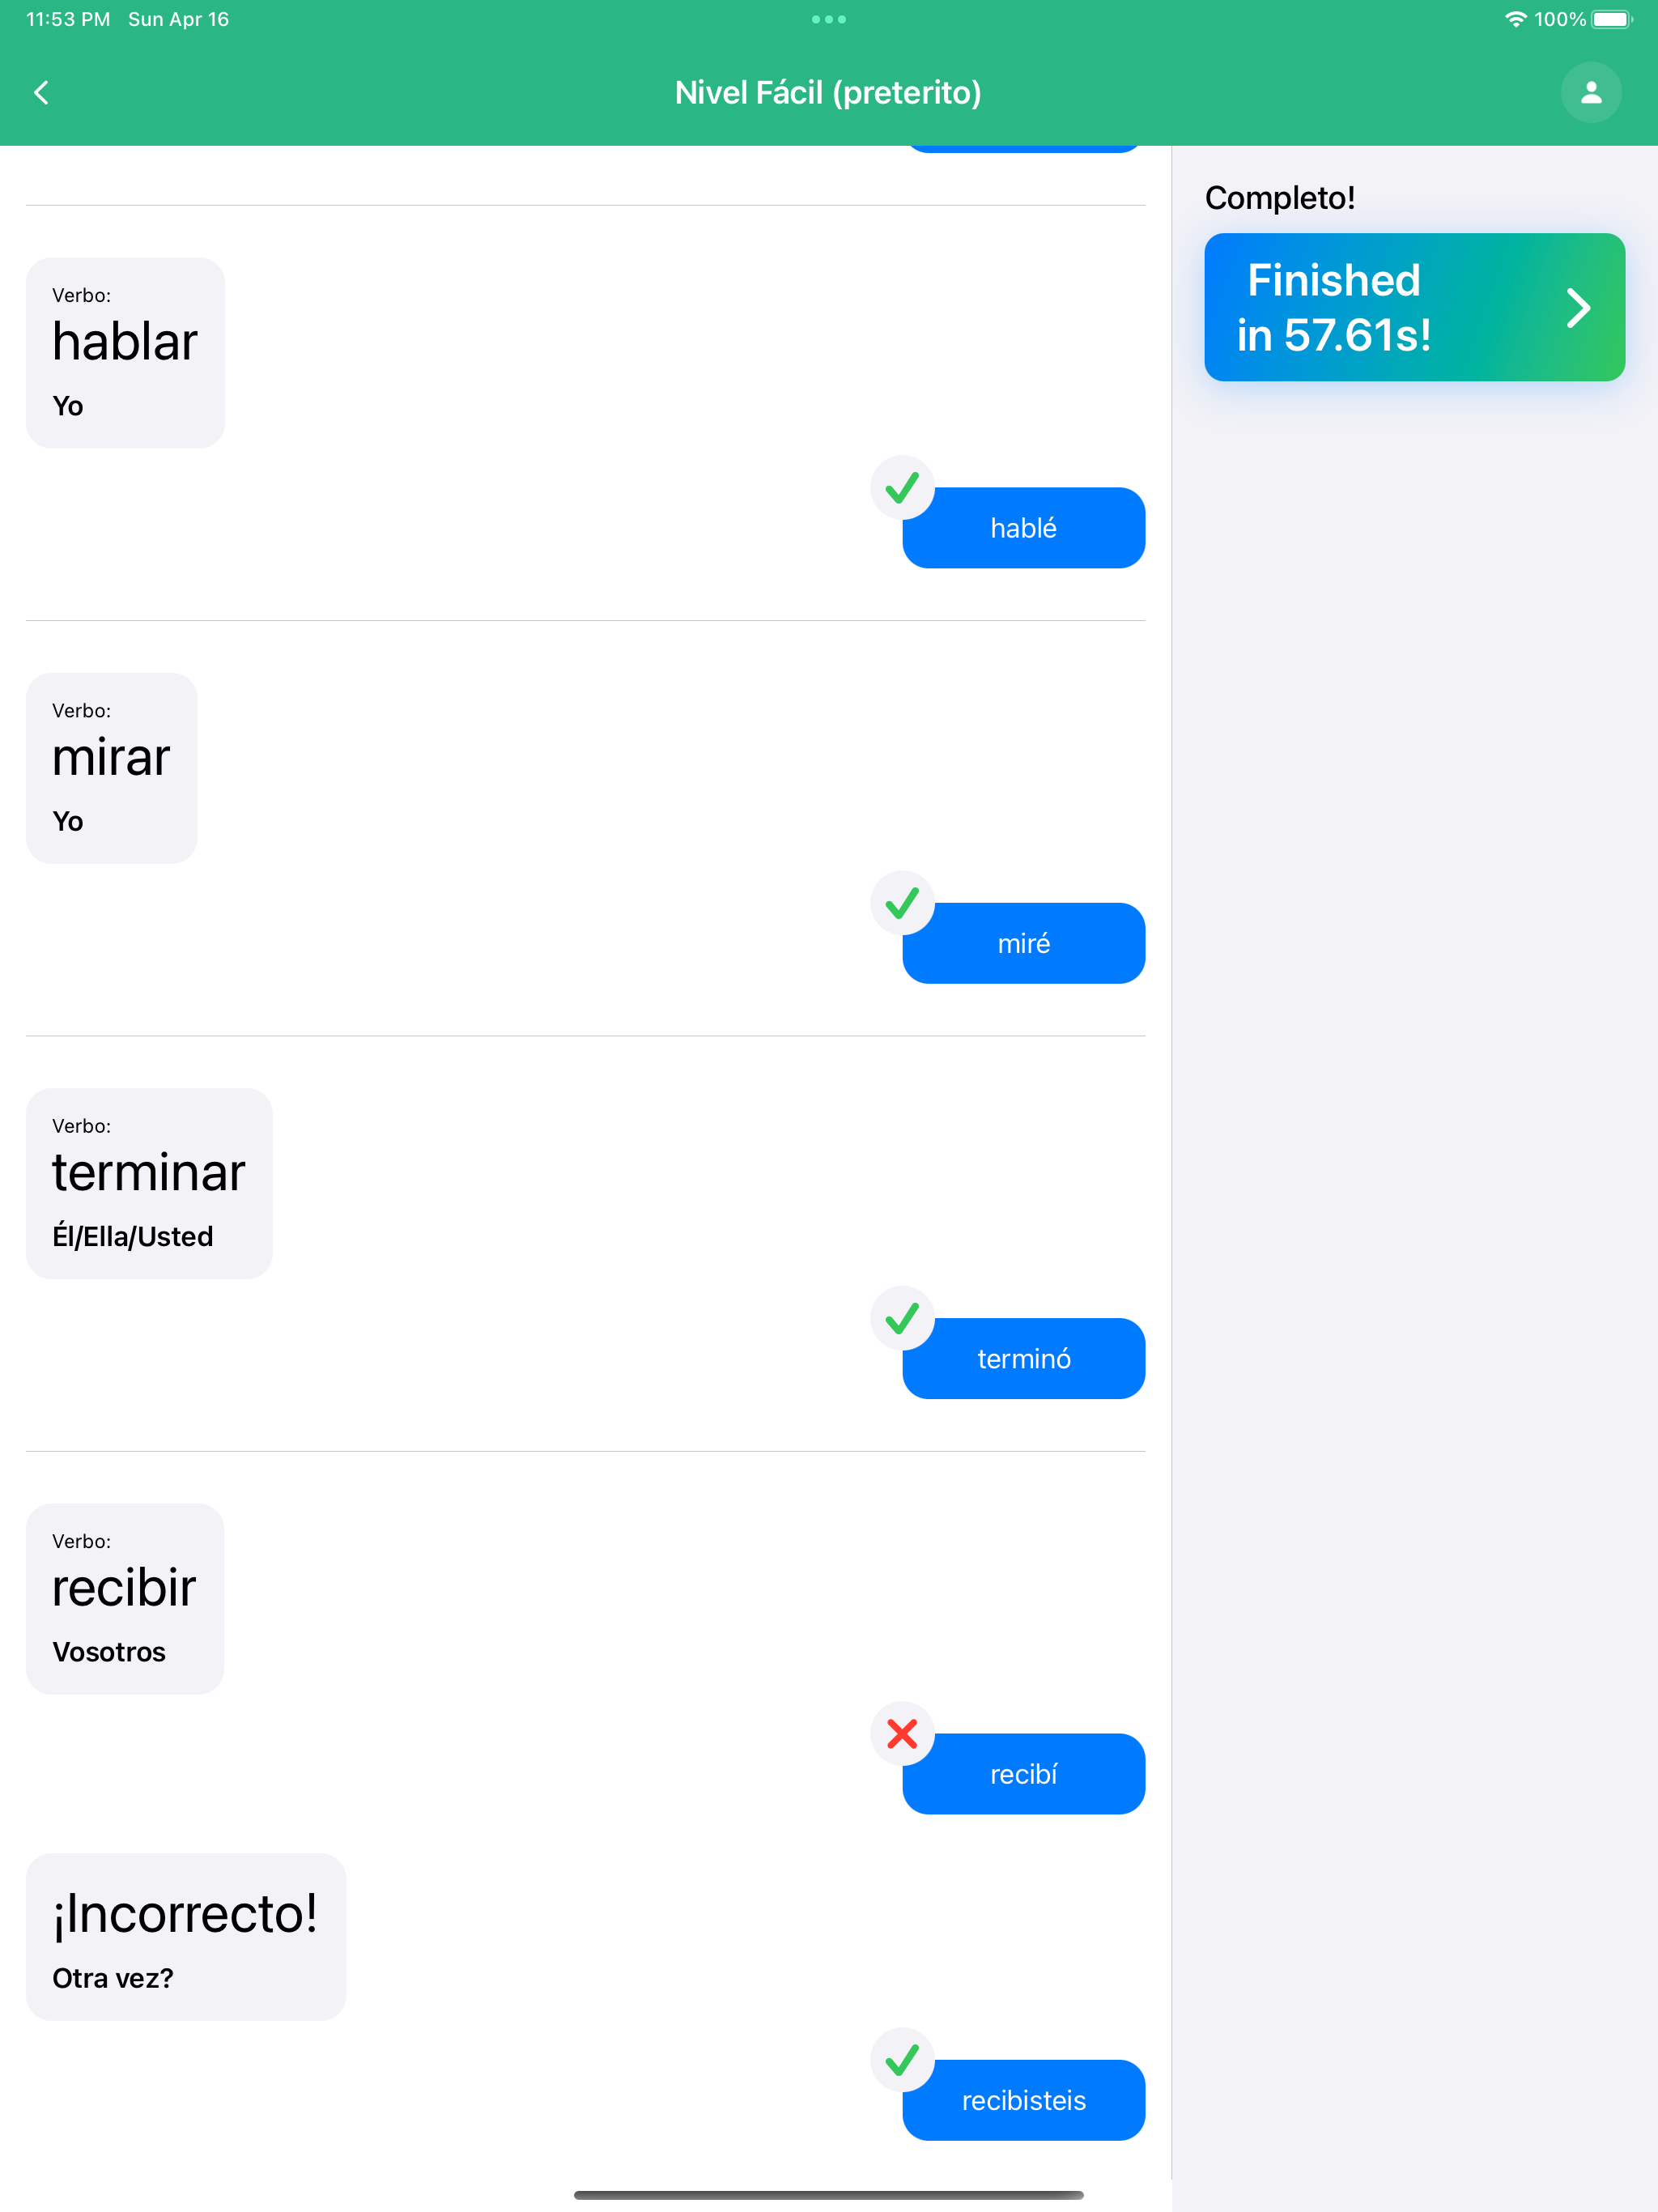 11:53 PM Sun Apr 16
100%
Nivel Fácil (preterito)
Completo!
Finished
in 57.61s!
Verbo:
hablar
Yo
hablé
Verbo:
mirar
Yo
miré
Verbo:
terminar
Él/Ella/Usted
terminó
Verbo:
recibir
Vosotros
recibí
¡Incorrecto!
Otra vez?
recibisteis